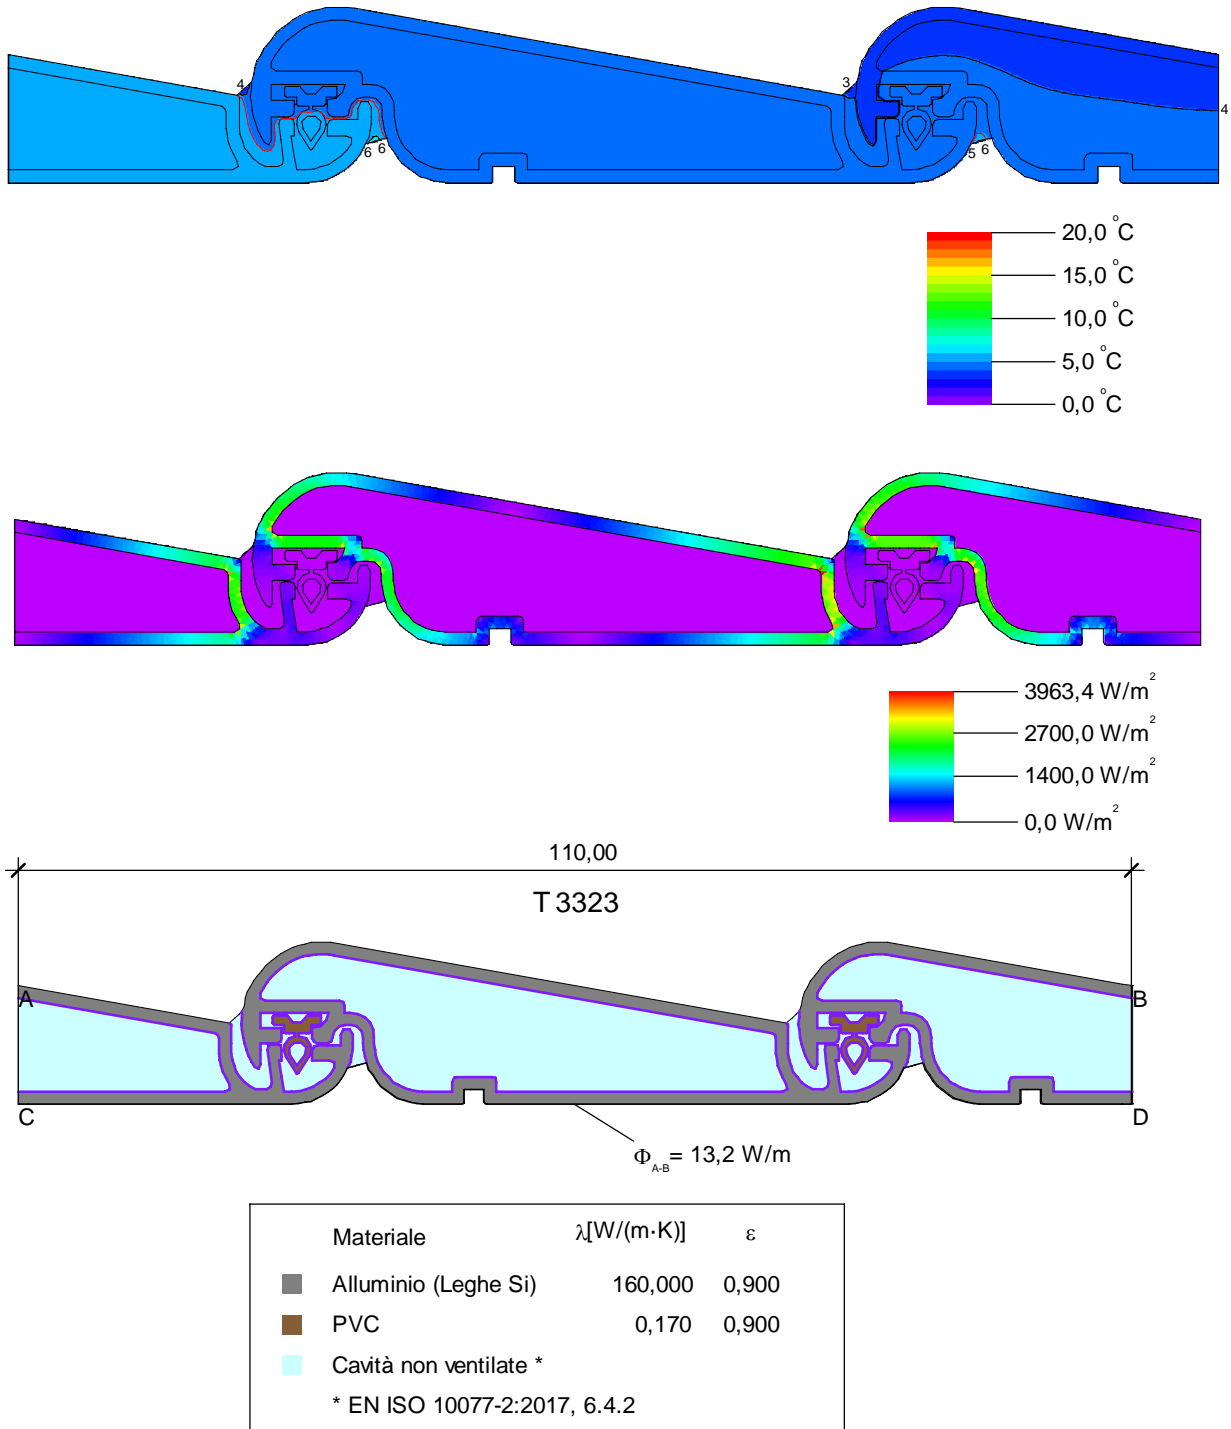 4
6 6
3
5 6
4
20,0 °C
15,0 °C
10,0 °C
5,0 °C
0,0 °C
3963,4 W/m²
2700,0 W/m²
1400,0 W/m²
0,0 W/m²
110,00
T 3323
A
B
C
D
Φ_A-B = 13,2 W/m
Materiale λ[W/(m·K)] ε
Alluminio (Leghe Si) 160,000 0,900
PVC 0,170 0,900
Cavità non ventilate *
* EN ISO 10077-2:2017, 6.4.2